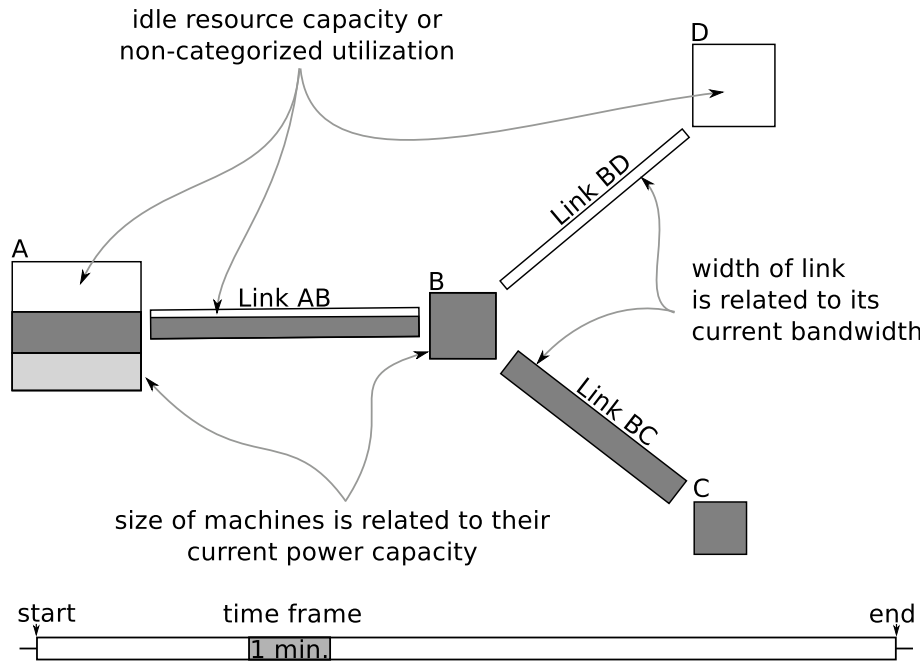 idle resource capacity or
non-categorized utilization
D
Link BD
A
Link AB
B
width of link
is related to its
current bandwidth
Link BC
C
size of machines is related to their
current power capacity
start
time frame
end
1 min.